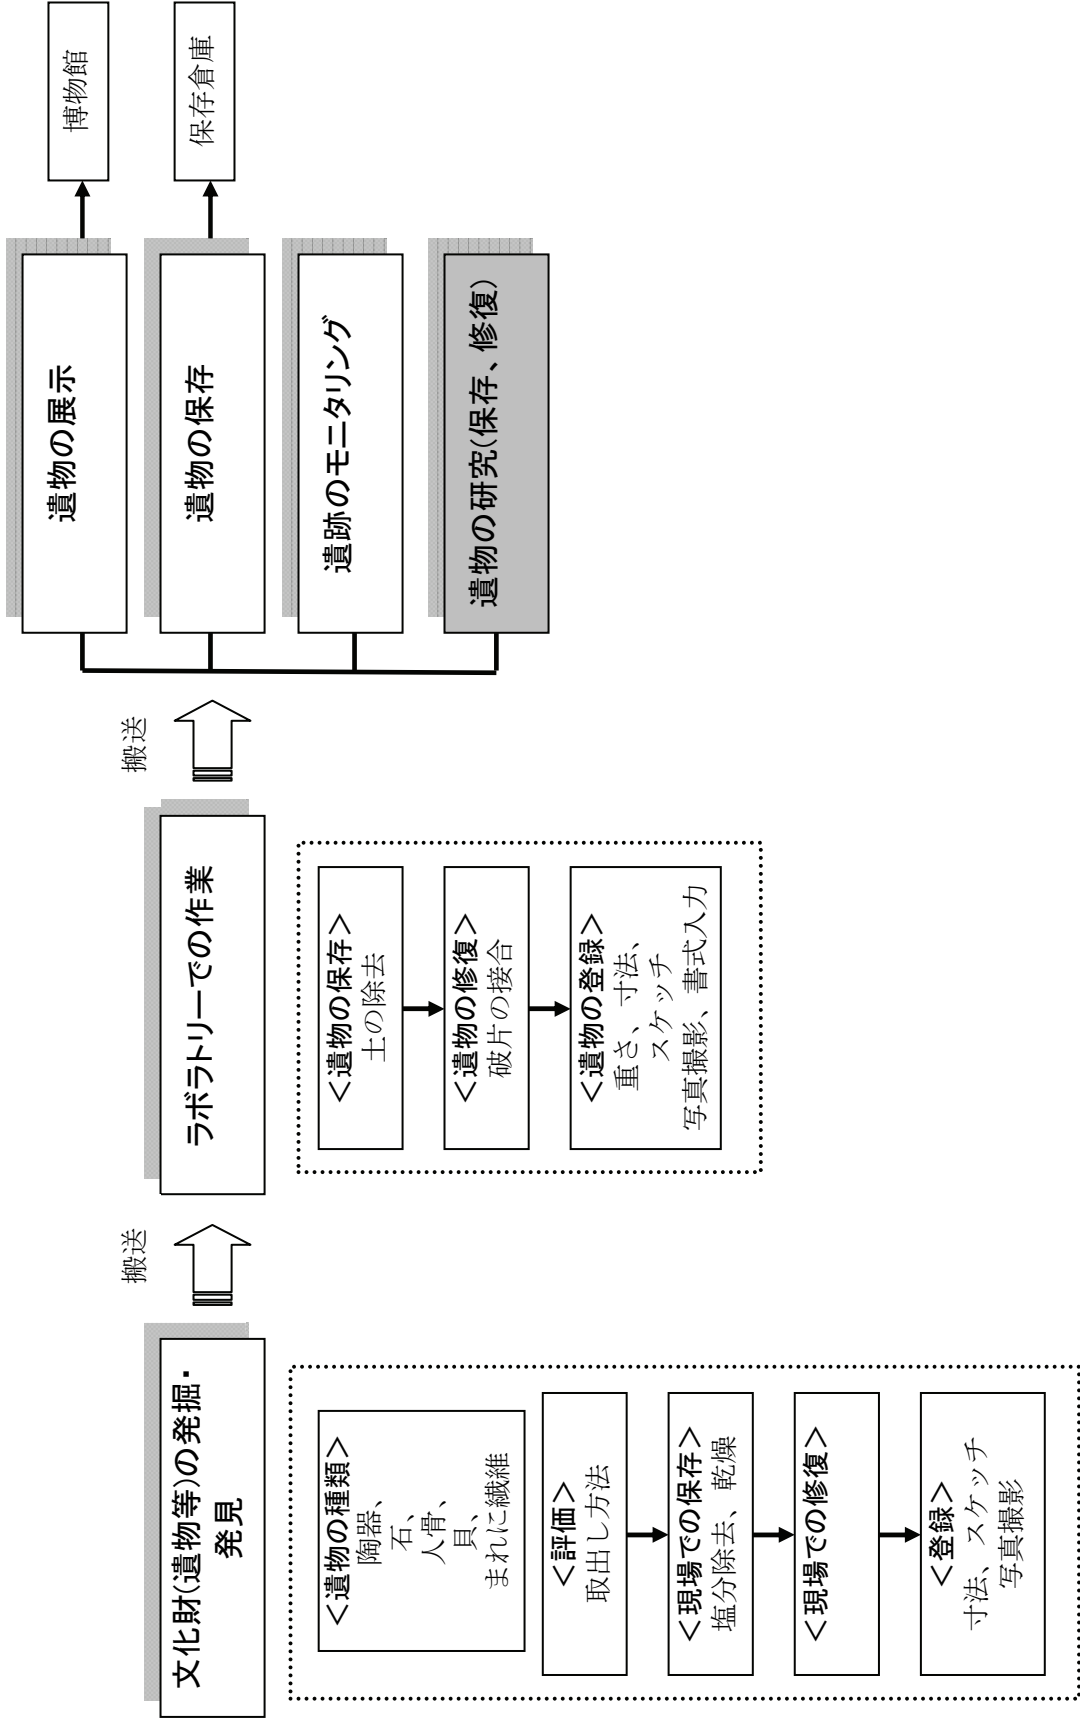 文化財(遺物等)の発掘・
発見
<遺物の種類>
陶器、
石、
人骨、
貝、
まれに繊維
<評価>
取出し方法
<現場での保存>
塩分除去、乾燥
<現場での修復>
<登録>
寸法、スケッチ
写真撮影
搬送
ラボラトリーでの作業
<遺物の保存>
土の除去
<遺物の修復>
破片の接合
<遺物の登録>
重さ、寸法、
スケッチ
写真撮影、書式入力
搬送
遺物の展示
博物館
遺物の保存
保存倉庫
遺跡のモニタリング
遺物の研究(保存、修復)